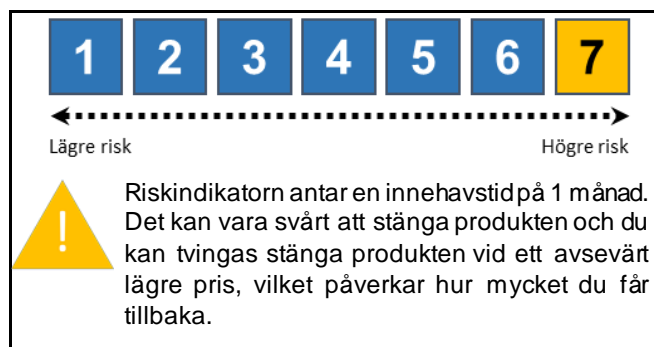 1 2 3 4 5 6 7
Lägre risk Högre risk
!
Riskindikatorn antar en innehavstid på 1 månad.
Det kan vara svårt att stänga produkten och du
kan tvingas stänga produkten vid ett avsevärt
lägre pris, vilket påverkar hur mycket du får
tillbaka.